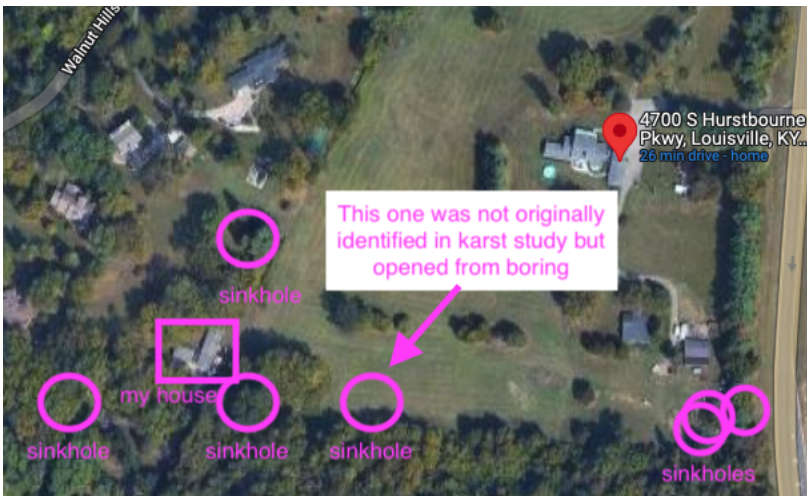 Walnut Hills
4700 S Hurstbourne
Pkwy, Louisville, KY...
26 min drive - home
This one was not originally
identified in karst study but
opened from boring
sinkhole
my house
sinkhole
sinkhole
sinkhole
sinkholes